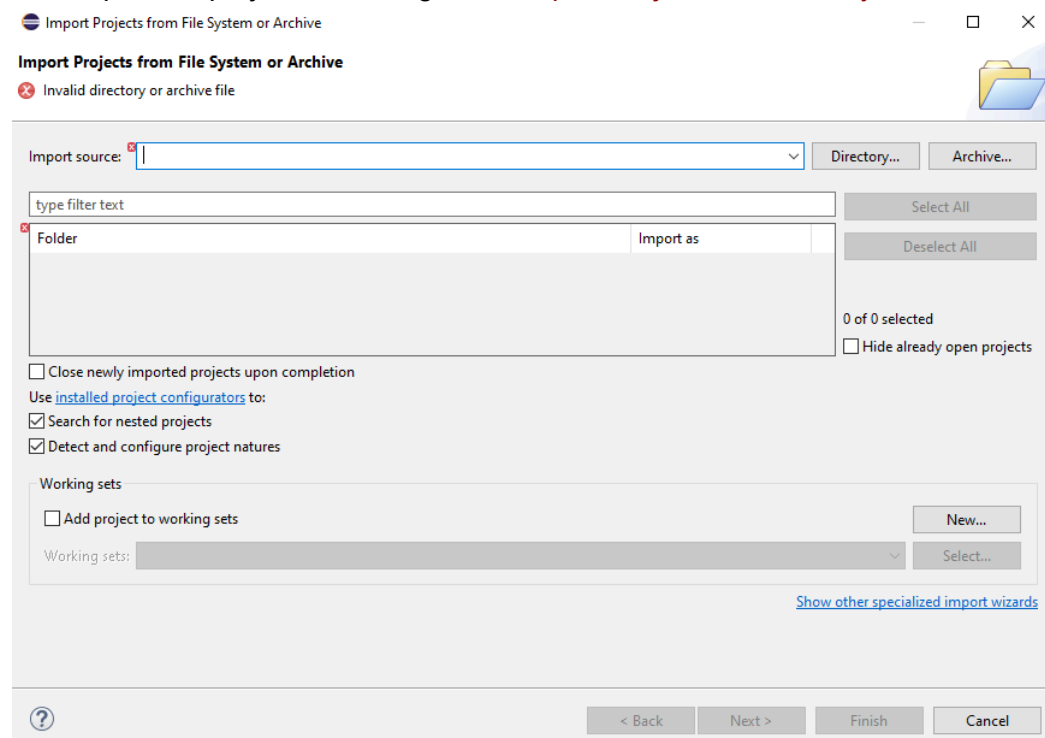 Import Projects from File System or Archive
Import Projects from File System or Archive
Invalid directory or archive file
Import source: Directory... Archive...
type filter text Select All
Folder Import as
Deselect All
0 of 0 selected
Hide already open projects
Close newly imported projects upon completion
Use installed project configurators to:
Search for nested projects
Detect and configure project natures
Working sets
Add project to working sets New...
Working sets: Select...
Show other specialized import wizards
? < Back Next > Finish Cancel